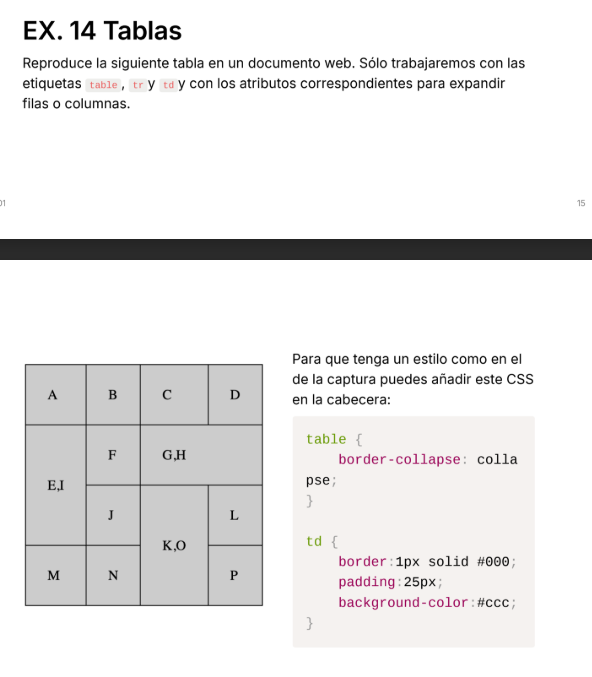 EX. 14 Tablas
Reproduce la siguiente tabla en un documento web. Sólo trabajaremos con las
etiquetas table, tr y td y con los atributos correspondientes para expandir
filas o columnas.
01
15
A B C D
F G,H
E,I
J L
K,O
M N P
Para que tenga un estilo como en el
de la captura puedes añadir este CSS
en la cabecera:
table {
border-collapse: colla
pse;
}
td {
border:1px solid #000;
padding:25px;
background-color:#ccc;
}